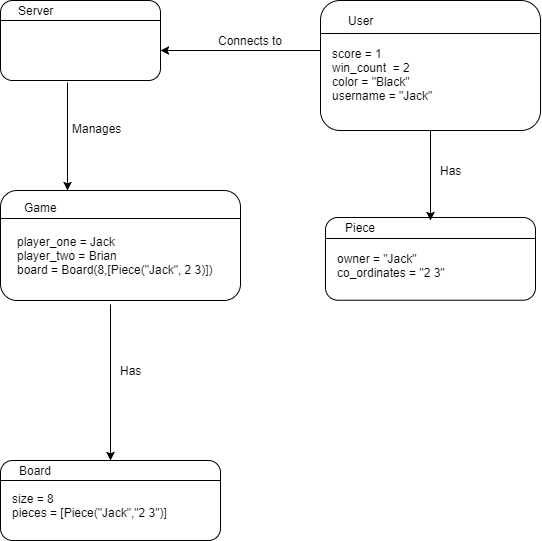 Server
User
Connects to
score = 1
win_count  = 2
color = "Black"
username = "Jack"
Manages
Has
Game
player_one = Jack
player_two = Brian
board = Board(8,[Piece("Jack", 2 3)])
Piece
owner = "Jack"
co_ordinates = "2 3"
Has
Board
size = 8
pieces = [Piece("Jack","2 3")]